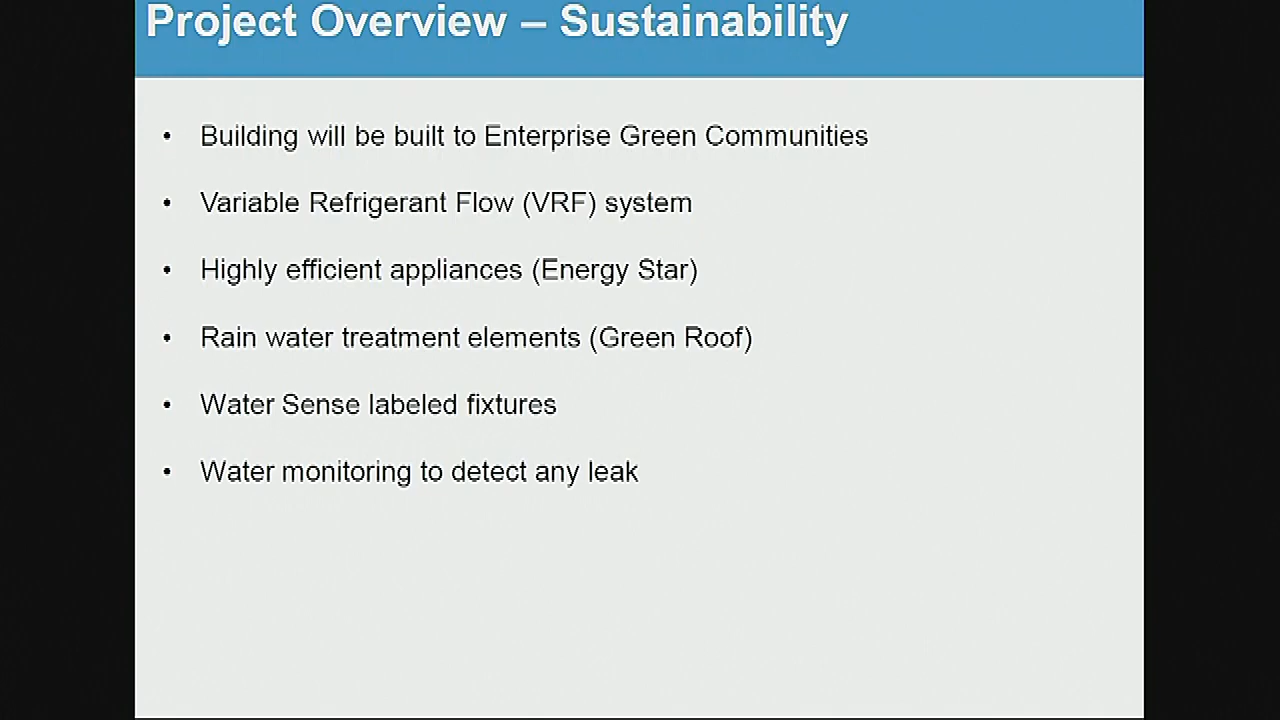 Project Overview – Sustainability
• Building will be built to Enterprise Green Communities
• Variable Refrigerant Flow (VRF) system
• Highly efficient appliances (Energy Star)
• Rain water treatment elements (Green Roof)
• Water Sense labeled fixtures
• Water monitoring to detect any leak